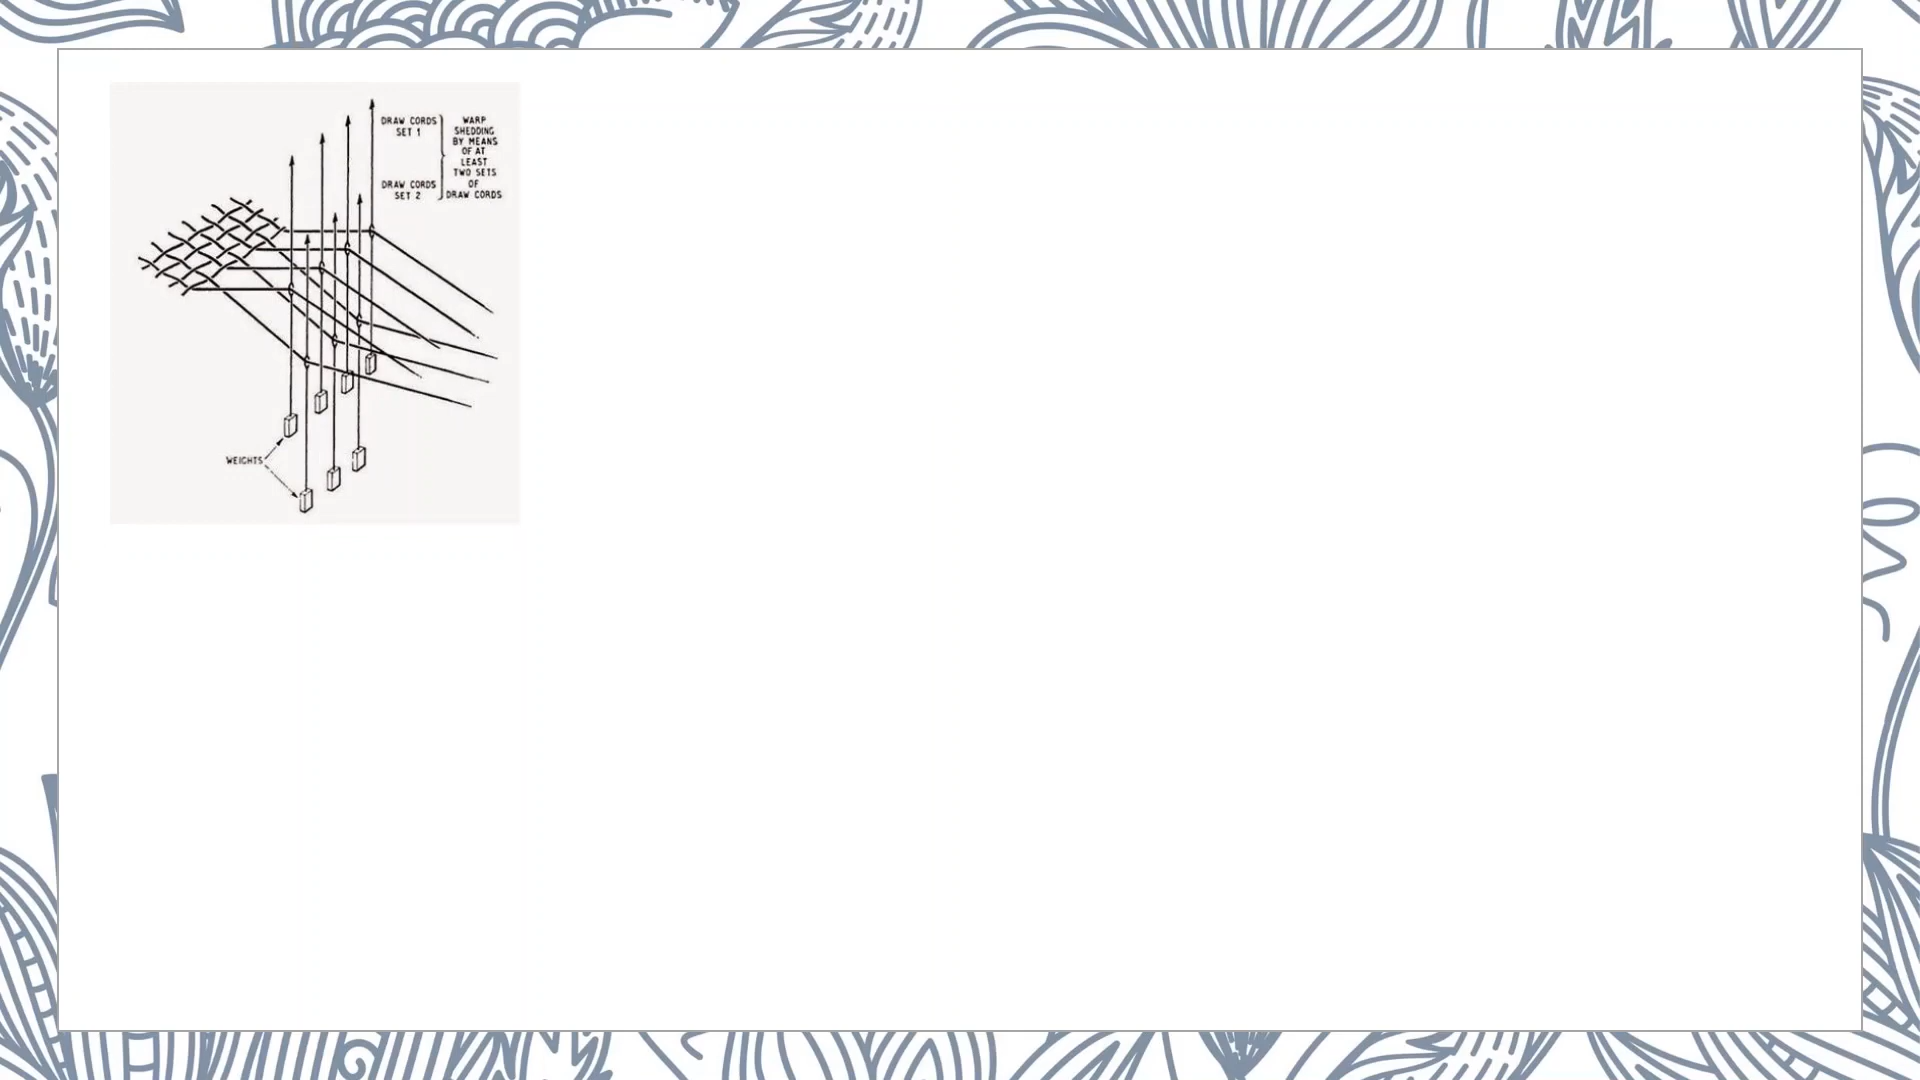 DRAW CORDS
SET 1
DRAW CORDS
SET 2
WARP
SHEDDING
BY MEANS
OF AT
LEAST
TWO SETS
OF
DRAW CORDS
WEIGHTS